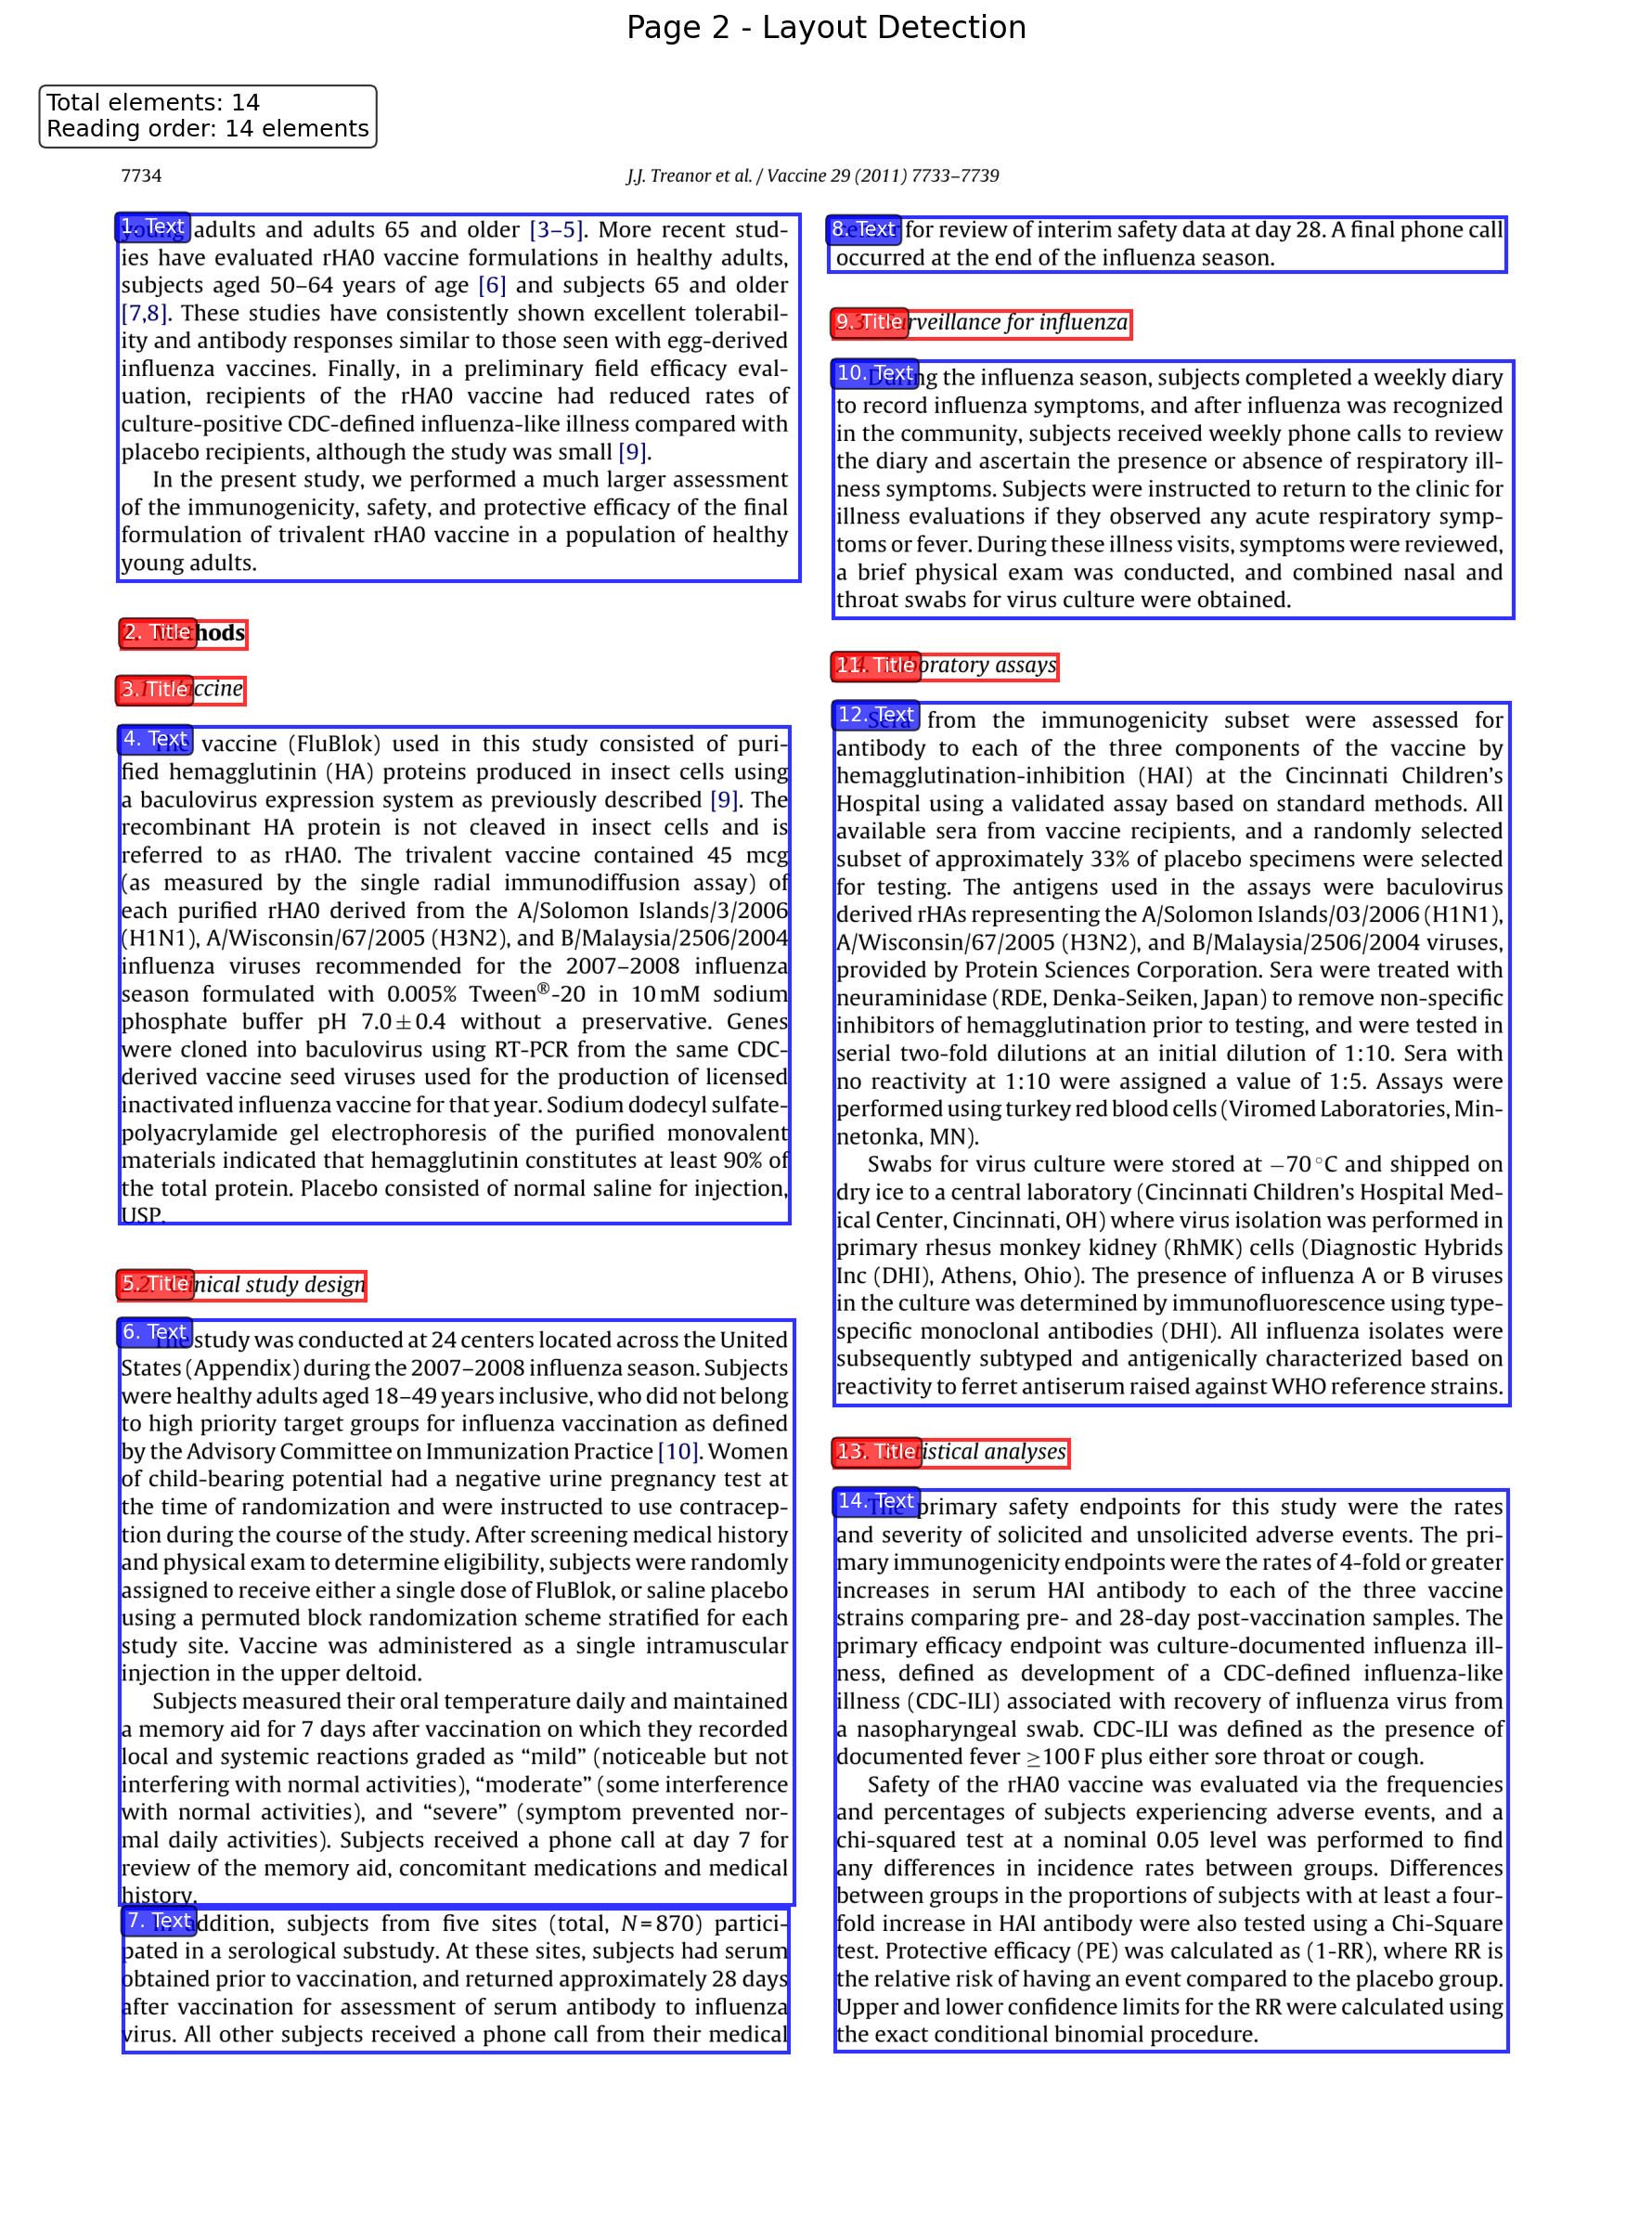 Page 2 - Layout Detection
Total elements: 14
Reading order: 14 elements
7734
J.J. Treanor et al. / Vaccine 29 (2011) 7733–7739
1. Text
young adults and adults 65 and older [3–5]. More recent stud-
ies have evaluated rHA0 vaccine formulations in healthy adults,
subjects aged 50–64 years of age [6] and subjects 65 and older
[7,8]. These studies have consistently shown excellent tolerabil-
ity and antibody responses similar to those seen with egg-derived
influenza vaccines. Finally, in a preliminary field efficacy eval-
uation, recipients of the rHA0 vaccine had reduced rates of
culture-positive CDC-defined influenza-like illness compared with
placebo recipients, although the study was small [9].
In the present study, we performed a much larger assessment
of the immunogenicity, safety, and protective efficacy of the final
formulation of trivalent rHA0 vaccine in a population of healthy
young adults.
2. Title
2. Methods
3. Title
2.1. Vaccine
4. Text
The vaccine (FluBlok) used in this study consisted of puri-
fied hemagglutinin (HA) proteins produced in insect cells using
a baculovirus expression system as previously described [9]. The
recombinant HA protein is not cleaved in insect cells and is
referred to as rHA0. The trivalent vaccine contained 45 mcg
(as measured by the single radial immunodiffusion assay) of
each purified rHA0 derived from the A/Solomon Islands/3/2006
(H1N1), A/Wisconsin/67/2005 (H3N2), and B/Malaysia/2506/2004
influenza viruses recommended for the 2007–2008 influenza
season formulated with 0.005% Tween®-20 in 10 mM sodium
phosphate buffer pH 7.0 ± 0.4 without a preservative. Genes
were cloned into baculovirus using RT-PCR from the same CDC-
derived vaccine seed viruses used for the production of licensed
inactivated influenza vaccine for that year. Sodium dodecyl sulfate-
polyacrylamide gel electrophoresis of the purified monovalent
materials indicated that hemagglutinin constitutes at least 90% of
the total protein. Placebo consisted of normal saline for injection,
USP.
5. Title
2.2. Clinical study design
6. Text
The study was conducted at 24 centers located across the United
States (Appendix) during the 2007–2008 influenza season. Subjects
were healthy adults aged 18–49 years inclusive, who did not belong
to high priority target groups for influenza vaccination as defined
by the Advisory Committee on Immunization Practice [10]. Women
of child-bearing potential had a negative urine pregnancy test at
the time of randomization and were instructed to use contracep-
tion during the course of the study. After screening medical history
and physical exam to determine eligibility, subjects were randomly
assigned to receive either a single dose of FluBlok, or saline placebo
using a permuted block randomization scheme stratified for each
study site. Vaccine was administered as a single intramuscular
injection in the upper deltoid.
Subjects measured their oral temperature daily and maintained
a memory aid for 7 days after vaccination on which they recorded
local and systemic reactions graded as “mild” (noticeable but not
interfering with normal activities), “moderate” (some interference
with normal activities), and “severe” (symptom prevented nor-
mal daily activities). Subjects received a phone call at day 7 for
review of the memory aid, concomitant medications and medical
history.
7. Text
In addition, subjects from five sites (total, N = 870) partici-
pated in a serological substudy. At these sites, subjects had serum
obtained prior to vaccination, and returned approximately 28 days
after vaccination for assessment of serum antibody to influenza
virus. All other subjects received a phone call from their medical
8. Text
for review of interim safety data at day 28. A final phone call
occurred at the end of the influenza season.
9. Title
2.3. Surveillance for influenza
10. Text
During the influenza season, subjects completed a weekly diary
to record influenza symptoms, and after influenza was recognized
in the community, subjects received weekly phone calls to review
the diary and ascertain the presence or absence of respiratory ill-
ness symptoms. Subjects were instructed to return to the clinic for
illness evaluations if they observed any acute respiratory symp-
toms or fever. During these illness visits, symptoms were reviewed,
a brief physical exam was conducted, and combined nasal and
throat swabs for virus culture were obtained.
11. Title
2.4. Laboratory assays
12. Text
Sera from the immunogenicity subset were assessed for
antibody to each of the three components of the vaccine by
hemagglutination-inhibition (HAI) at the Cincinnati Children’s
Hospital using a validated assay based on standard methods. All
available sera from vaccine recipients, and a randomly selected
subset of approximately 33% of placebo specimens were selected
for testing. The antigens used in the assays were baculovirus
derived rHAs representing the A/Solomon Islands/03/2006 (H1N1),
A/Wisconsin/67/2005 (H3N2), and B/Malaysia/2506/2004 viruses,
provided by Protein Sciences Corporation. Sera were treated with
neuraminidase (RDE, Denka-Seiken, Japan) to remove non-specific
inhibitors of hemagglutination prior to testing, and were tested in
serial two-fold dilutions at an initial dilution of 1:10. Sera with
no reactivity at 1:10 were assigned a value of 1:5. Assays were
performed using turkey red blood cells (Viromed Laboratories, Min-
netonka, MN).
Swabs for virus culture were stored at −70 °C and shipped on
dry ice to a central laboratory (Cincinnati Children’s Hospital Med-
ical Center, Cincinnati, OH) where virus isolation was performed in
primary rhesus monkey kidney (RhMK) cells (Diagnostic Hybrids
Inc (DHI), Athens, Ohio). The presence of influenza A or B viruses
in the culture was determined by immunofluorescence using type-
specific monoclonal antibodies (DHI). All influenza isolates were
subsequently subtyped and antigenically characterized based on
reactivity to ferret antiserum raised against WHO reference strains.
13. Title
2.5. Statistical analyses
14. Text
The primary safety endpoints for this study were the rates
and severity of solicited and unsolicited adverse events. The pri-
mary immunogenicity endpoints were the rates of 4-fold or greater
increases in serum HAI antibody to each of the three vaccine
strains comparing pre- and 28-day post-vaccination samples. The
primary efficacy endpoint was culture-documented influenza ill-
ness, defined as development of a CDC-defined influenza-like
illness (CDC-ILI) associated with recovery of influenza virus from
a nasopharyngeal swab. CDC-ILI was defined as the presence of
documented fever ≥100 F plus either sore throat or cough.
Safety of the rHA0 vaccine was evaluated via the frequencies
and percentages of subjects experiencing adverse events, and a
chi-squared test at a nominal 0.05 level was performed to find
any differences in incidence rates between groups. Differences
between groups in the proportions of subjects with at least a four-
fold increase in HAI antibody were also tested using a Chi-Square
test. Protective efficacy (PE) was calculated as (1-RR), where RR is
the relative risk of having an event compared to the placebo group.
Upper and lower confidence limits for the RR were calculated using
the exact conditional binomial procedure.